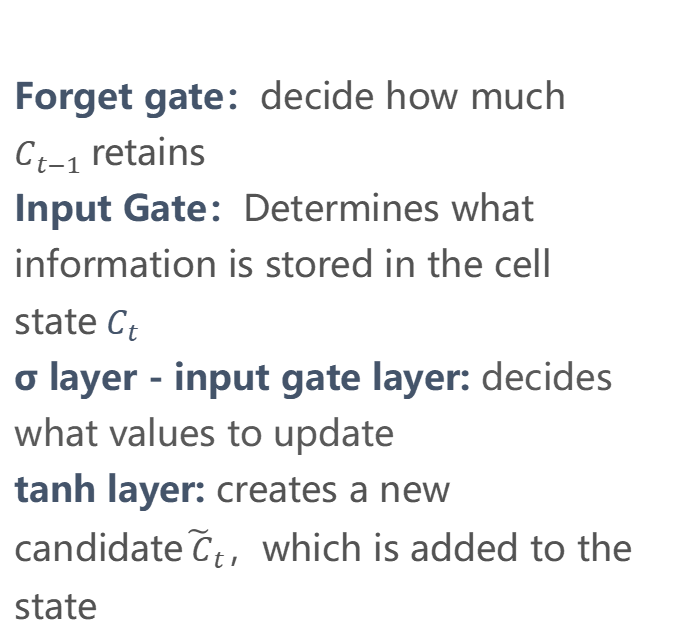 Forget gate： decide how much
C_{t−1} retains
Input Gate： Determines what
information is stored in the cell
state C_t
σ layer - input gate layer: decides
what values to update
tanh layer: creates a new
candidate C̃_t， which is added to the
state